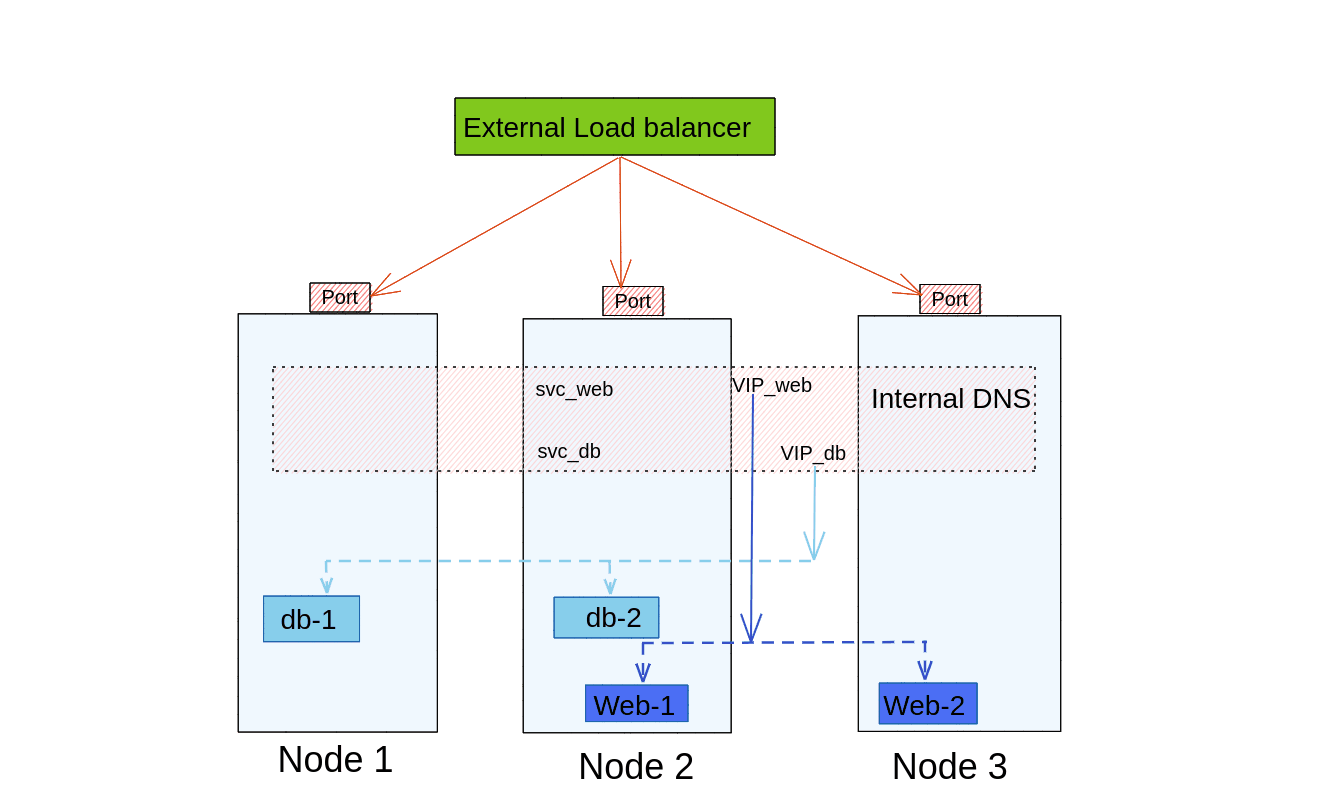 External Load balancer
Port
Port
Port
svc_web
VIP_web
Internal DNS
svc_db
VIP_db
db-1
db-2
Web-1
Web-2
Node 1
Node 2
Node 3